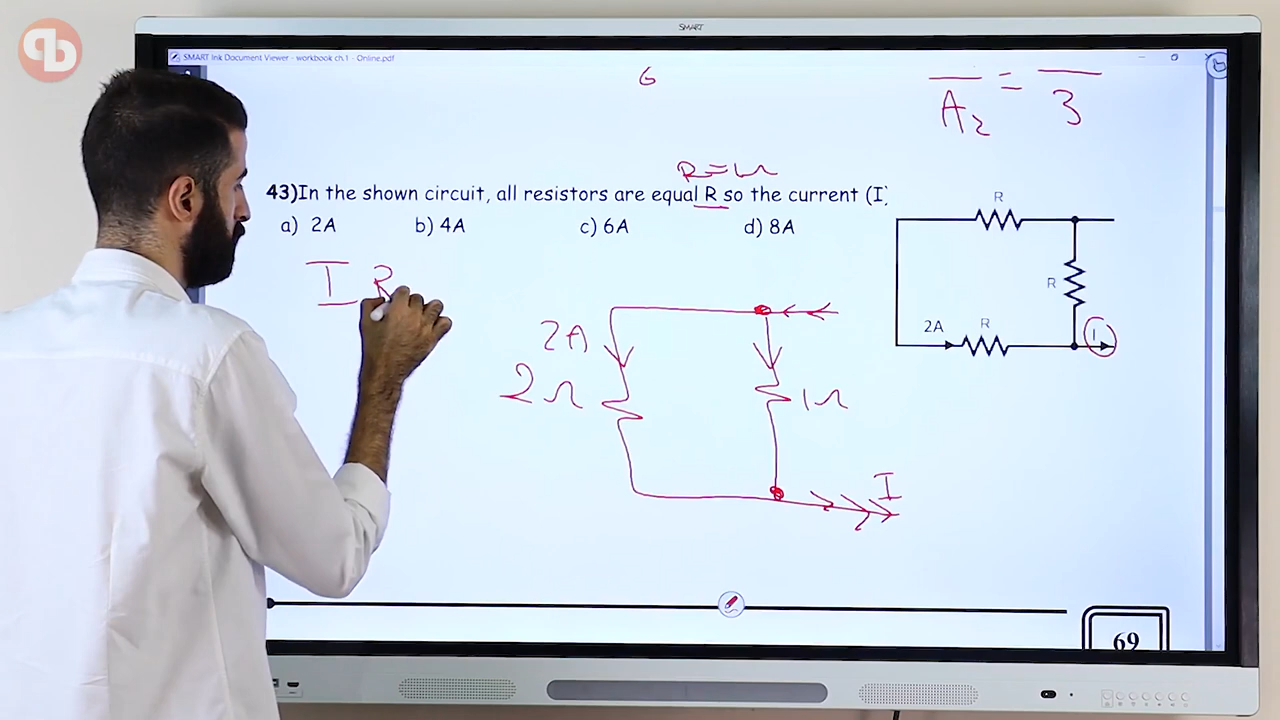 pb
SMART
SMART Ink Document Viewer - workbook ch.1 - Online.pdf
6
A2 = 3
R=1Ω
43)In the shown circuit, all resistors are equal R so the current (I)
a) 2A b) 4A c) 6A d) 8A
I R
R
R
2A R I
2A
2Ω
1Ω
I
69